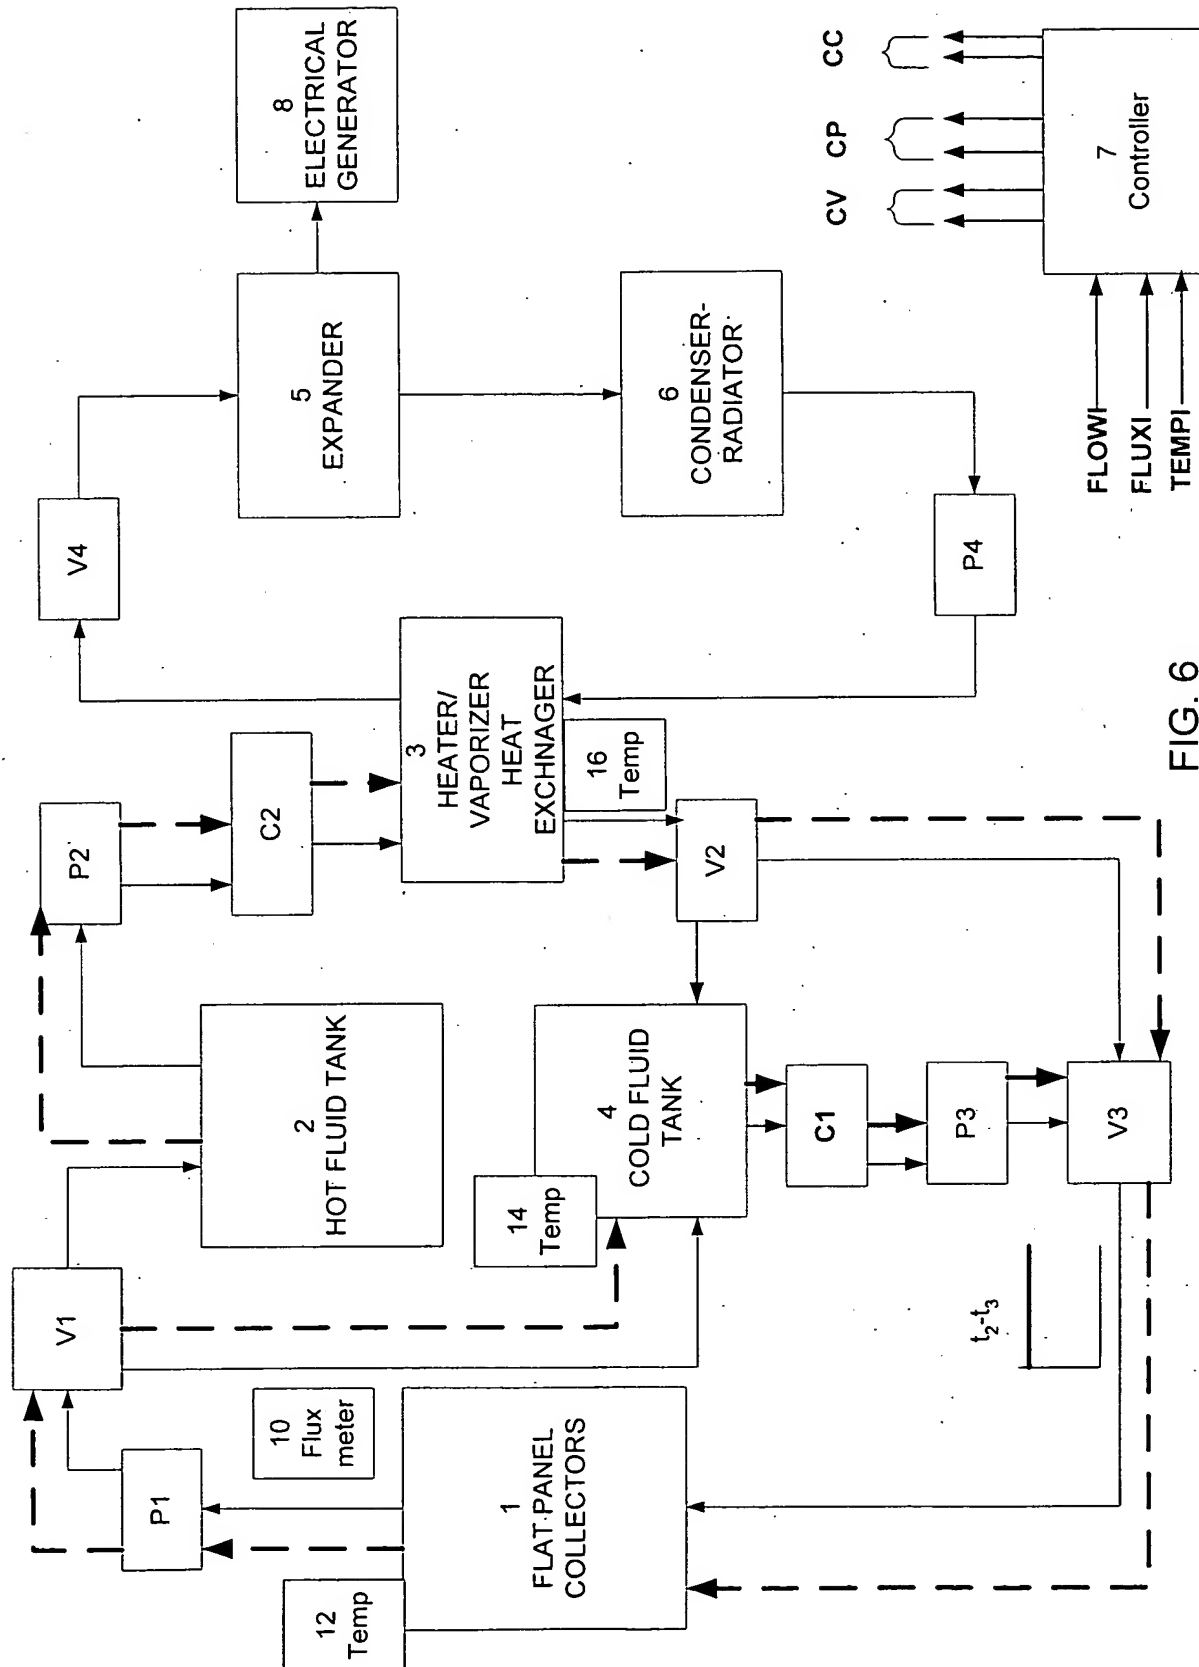 12
Temp
1
FLAT-PANEL
COLLECTORS
10
Flux
meter
P1
V1
2
HOT FLUID TANK
P2
C2
3
HEATER/
VAPORIZER
HEAT
EXCHNAGER
16
Temp
V2
14
Temp
4
COLD FLUID
TANK
C1
P3
V3
t2-t3
V4
5
EXPANDER
8
ELECTRICAL
GENERATOR
6
CONDENSER-
RADIATOR
P4
FLOWI
FLUXI
TEMPI
7
Controller
CV
CP
CC
FIG. 6